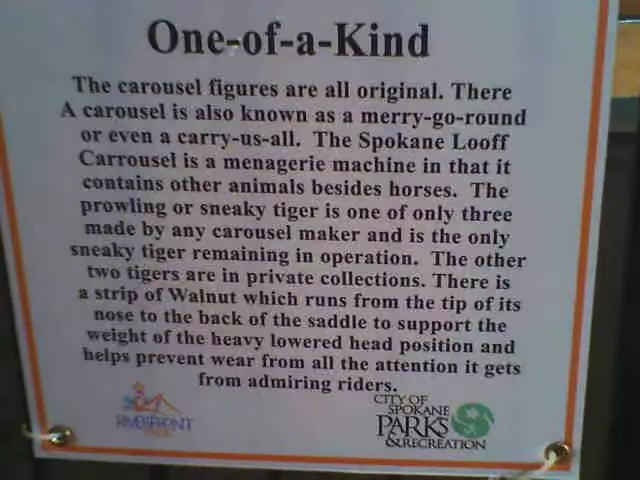 One-of-a-Kind
The carousel figures are all original. There
A carousel is also known as a merry-go-round
or even a carry-us-all. The Spokane Looff
Carrousel is a menagerie machine in that it
contains other animals besides horses. The
prowling or sneaky tiger is one of only three
made by any carousel maker and is the only
sneaky tiger remaining in operation. The other
two tigers are in private collections. There is
a strip of Walnut which runs from the tip of its
nose to the back of the saddle to support the
weight of the heavy lowered head position and
helps prevent wear from all the attention it gets
from admiring riders.
RIVERFRONT
PARK
CITY OF
SPOKANE
PARKS
&RECREATION